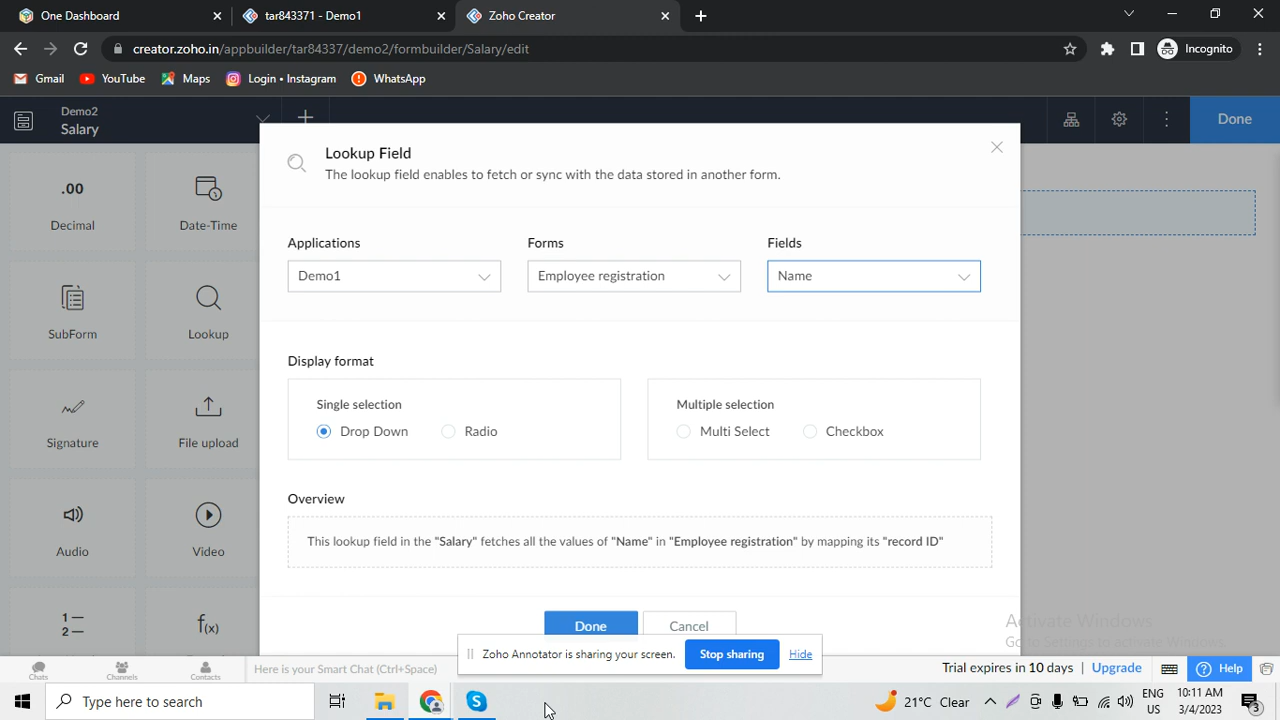 One Dashboard
tar843371 - Demo1
Zoho Creator
creator.zoho.in/appbuilder/tar84337/demo2/formbuilder/Salary/edit
Incognito
Gmail
YouTube
Maps
Login • Instagram
WhatsApp
Demo2
Salary
Done
Lookup Field
The lookup field enables to fetch or sync with the data stored in another form.
Applications
Forms
Fields
Demo1
Employee registration
Name
Display format
Single selection
Drop Down
Radio
Multiple selection
Multi Select
Checkbox
Overview
This lookup field in the "Salary" fetches all the values of "Name" in "Employee registration" by mapping its "record ID"
Done
Cancel
.00
Decimal
Date-Time
SubForm
Lookup
Signature
File upload
Audio
Video
1
2
f(x)
Activate Windows
Go to Settings to activate Windows.
Zoho Annotator is sharing your screen.
Stop sharing
Hide
Chats
Channels
Contacts
Here is your Smart Chat (Ctrl+Space)
Trial expires in 10 days
Upgrade
Help
Type here to search
21°C Clear
ENG
US
10:11 AM
3/4/2023
3